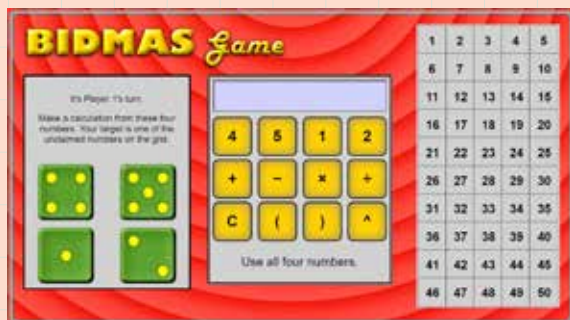 BIDMAS Game
It's Player 1's turn.
Make a calculation from these four
numbers. Your target is one of the
unclaimed numbers on the grid.
4 5 1 2
+ − × ÷
C ( ) ^
Use all four numbers.
1 2 3 4 5
6 7 8 9 10
11 12 13 14 15
16 17 18 19 20
21 22 23 24 25
26 27 28 29 30
31 32 33 34 35
36 37 38 39 40
41 42 43 44 45
46 47 48 49 50